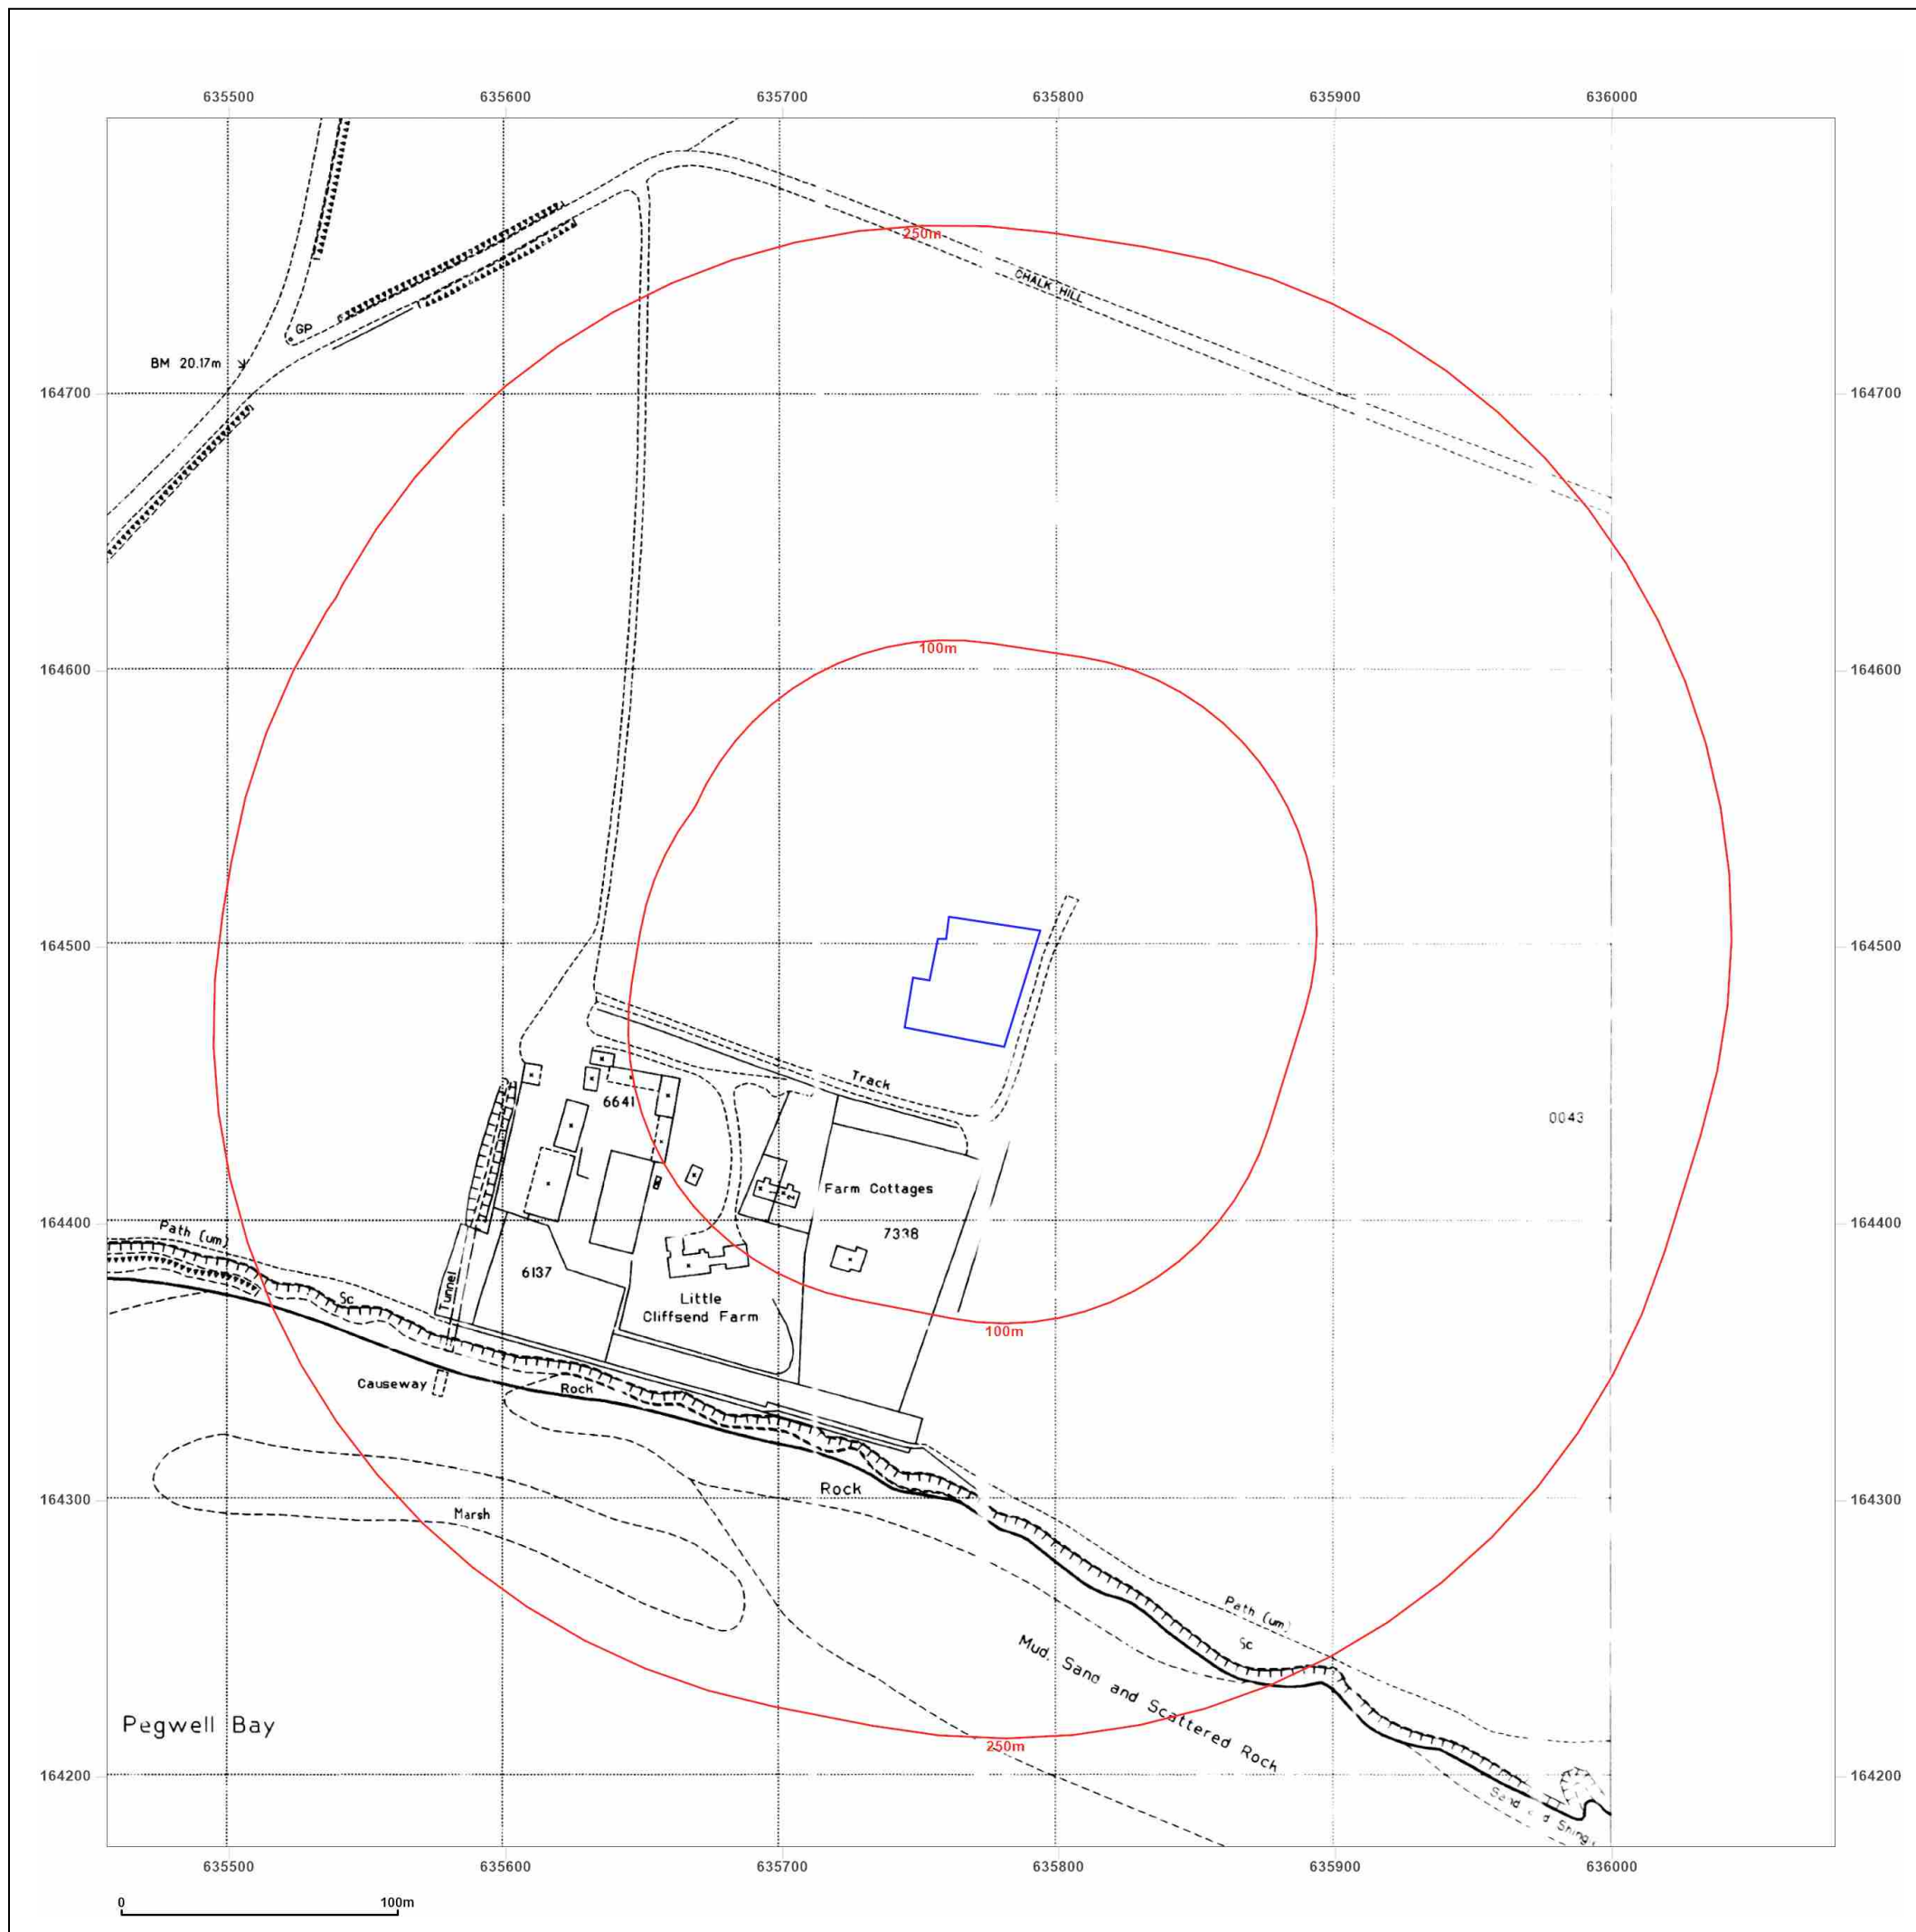 635500 635600 635700 635800 635900 636000
250m
CHALK HILL
GP
BM 20.17m
164700 164700
100m
164600 164600
164500 164500
Track
6641
0043
Farm Cottages
1
2
7338
164400 164400
Path (um)
6137
Tunnel
Sc
Little
Cliffsend Farm
100m
Causeway
Rock
Rock
164300 164300
Marsh
Path (um)
Sc
Mud, Sand and Scattered Rock
Pegwell Bay
250m
164200 164200
Sand
635500 635600 635700 635800 635900 636000
0 100m